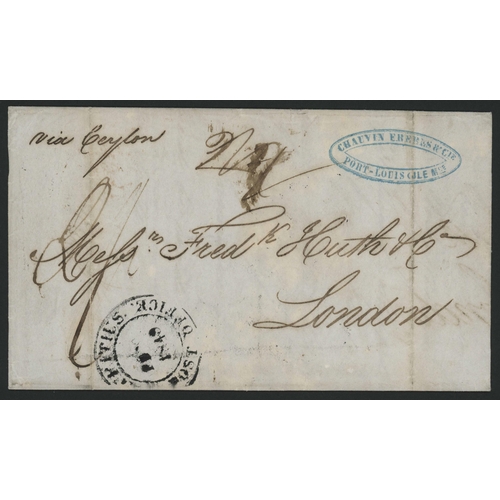 via Ceylon
CHAUVIN FRERES & Cie
PORT-LOUIS (ILE Mce)
Messrs Fredk Huth & Co
London
POST OFFICE
MAURITIUS